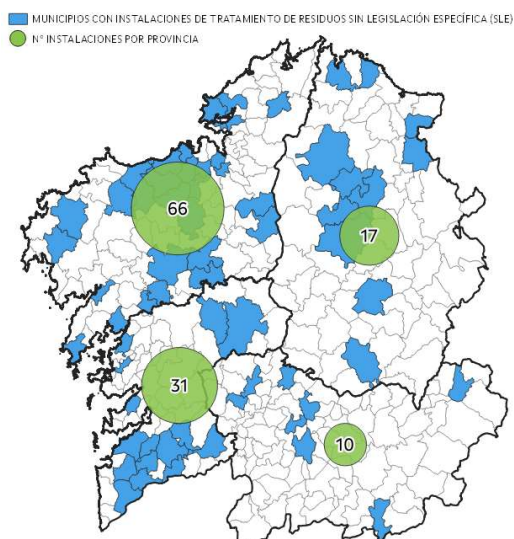 MUNICIPIOS CON INSTALACIONES DE TRATAMIENTO DE RESIDUOS SIN LEGISLACIÓN ESPECÍFICA (SLE)
Nº INSTALACIONES POR PROVINCIA
66
17
31
10